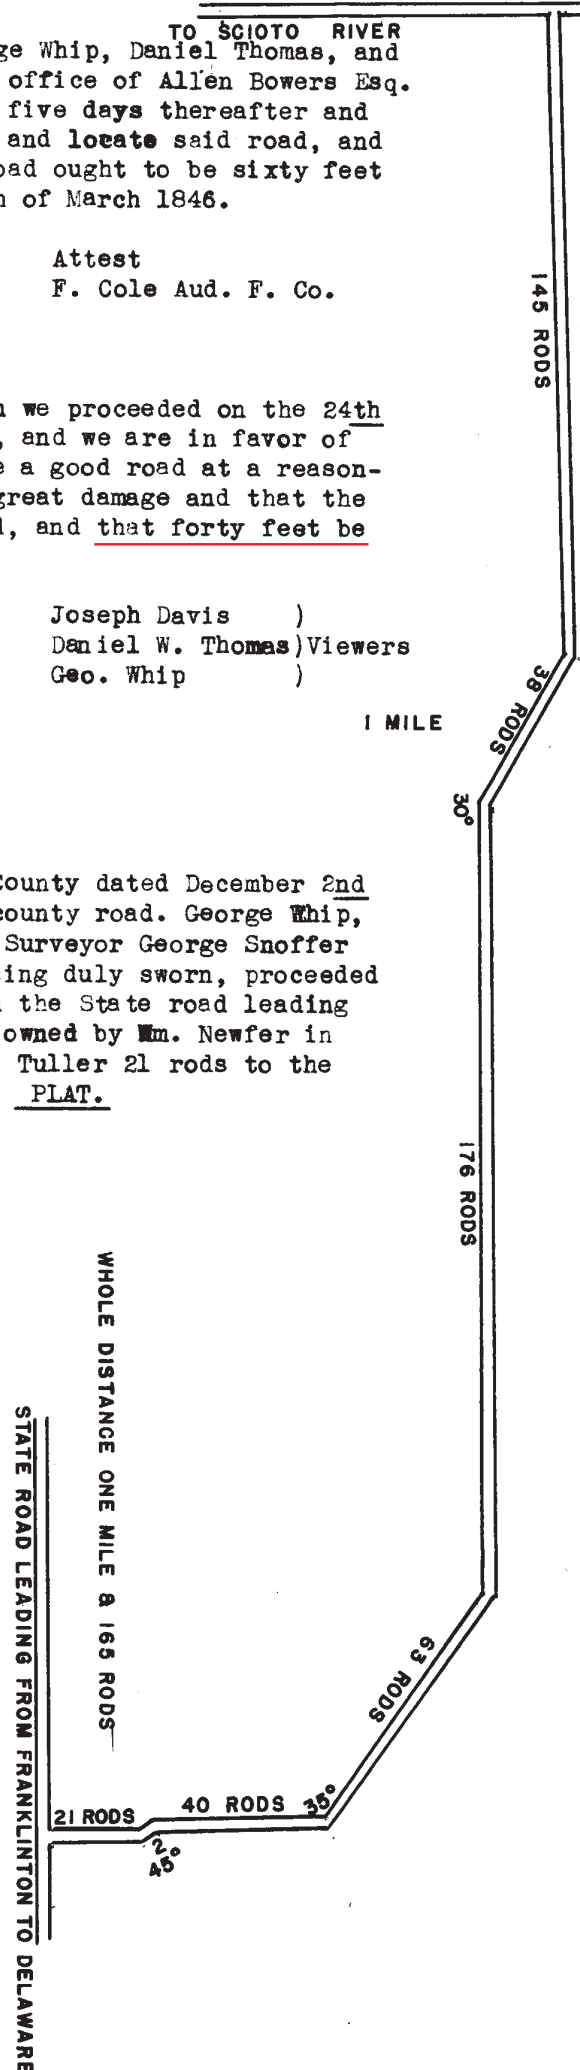 TO SCIOTO RIVER
ge Whip, Daniel Thomas, and
office of Allen Bowers Esq.
five days thereafter and
and locate said road, and
oad ought to be sixty feet
n of March 1846.
Attest
F. Cole Aud. F. Co.
145 RODS
n we proceeded on the 24th
, and we are in favor of
e a good road at a reason-
great damage and that the
l, and that forty feet be
Joseph Davis )
Daniel W. Thomas)Viewers
Geo. Whip )
38 RODS
1 MILE
30°
County dated December 2nd
county road. George Whip,
Surveyor George Snoffer
ing duly sworn, proceeded
n the State road leading
owned by Wm. Newfer in
Tuller 21 rods to the
PLAT.
176 RODS
WHOLE DISTANCE ONE MILE & 165 RODS
STATE ROAD LEADING FROM FRANKLINTON TO DELAWARE
63 RODS
35°
40 RODS
21 RODS
2
45°